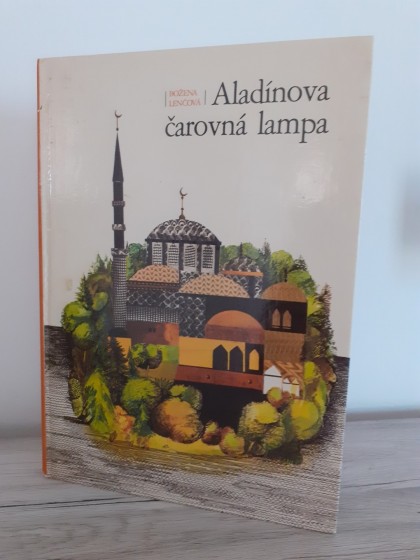 BOŽENA
LENČOVÁ
Aladínova
čarovná lampa